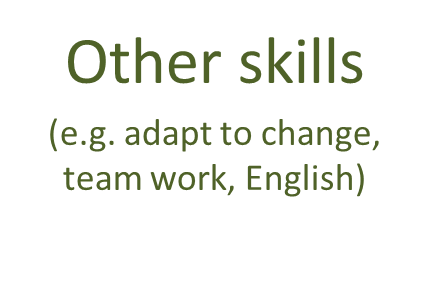 Other skills
(e.g. adapt to change,
team work, English)